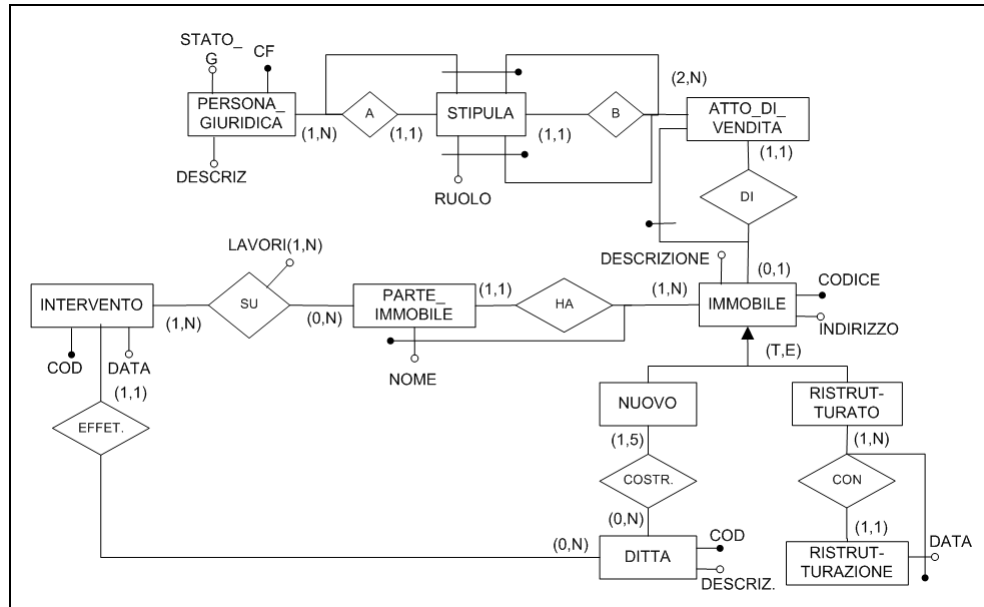 STATO_
G
CF
PERSONA_
GIURIDICA
(1,N)
A
(1,1)
STIPULA
(1,1)
B
(2,N)
ATTO_DI_
VENDITA
(1,1)
DESCRIZ
RUOLO
DI
LAVORI(1,N)
DESCRIZIONE
(0,1)
CODICE
INTERVENTO
(1,N)
SU
(0,N)
PARTE_
IMMOBILE
(1,1)
HA
(1,N)
IMMOBILE
INDIRIZZO
COD
DATA
NOME
(T,E)
(1,1)
EFFET.
NUOVO
RISTRUT-
TURATO
(1,5)
(1,N)
COSTR.
CON
(0,N)
(1,1)
(0,N)
DITTA
COD
DESCRIZ.
RISTRUT-
TURAZIONE
DATA